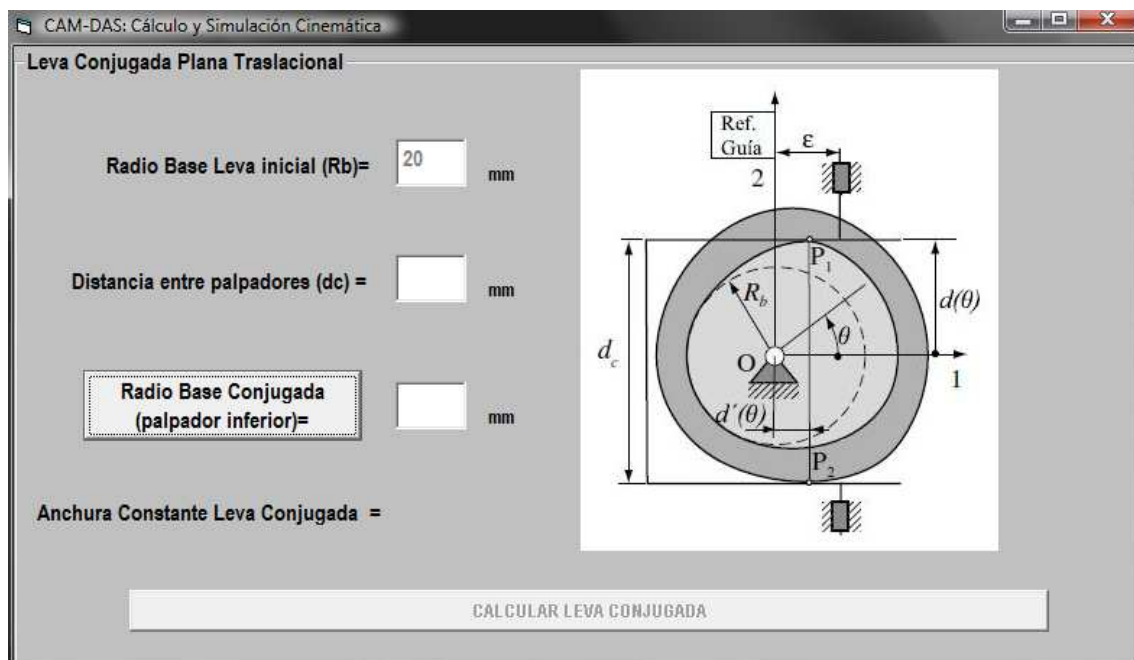 CAM-DAS: Cálculo y Simulación Cinemática
Leva Conjugada Plana Traslacional
Radio Base Leva inicial (Rb)= 20 mm
Distancia entre palpadores (dc) = mm
Radio Base Conjugada
(palpador inferior)= mm
Anchura Constante Leva Conjugada =
CALCULAR LEVA CONJUGADA
Ref.
Guía
ε
2
P1
Rb
d(θ)
θ
dc
O
1
d´(θ)
P2